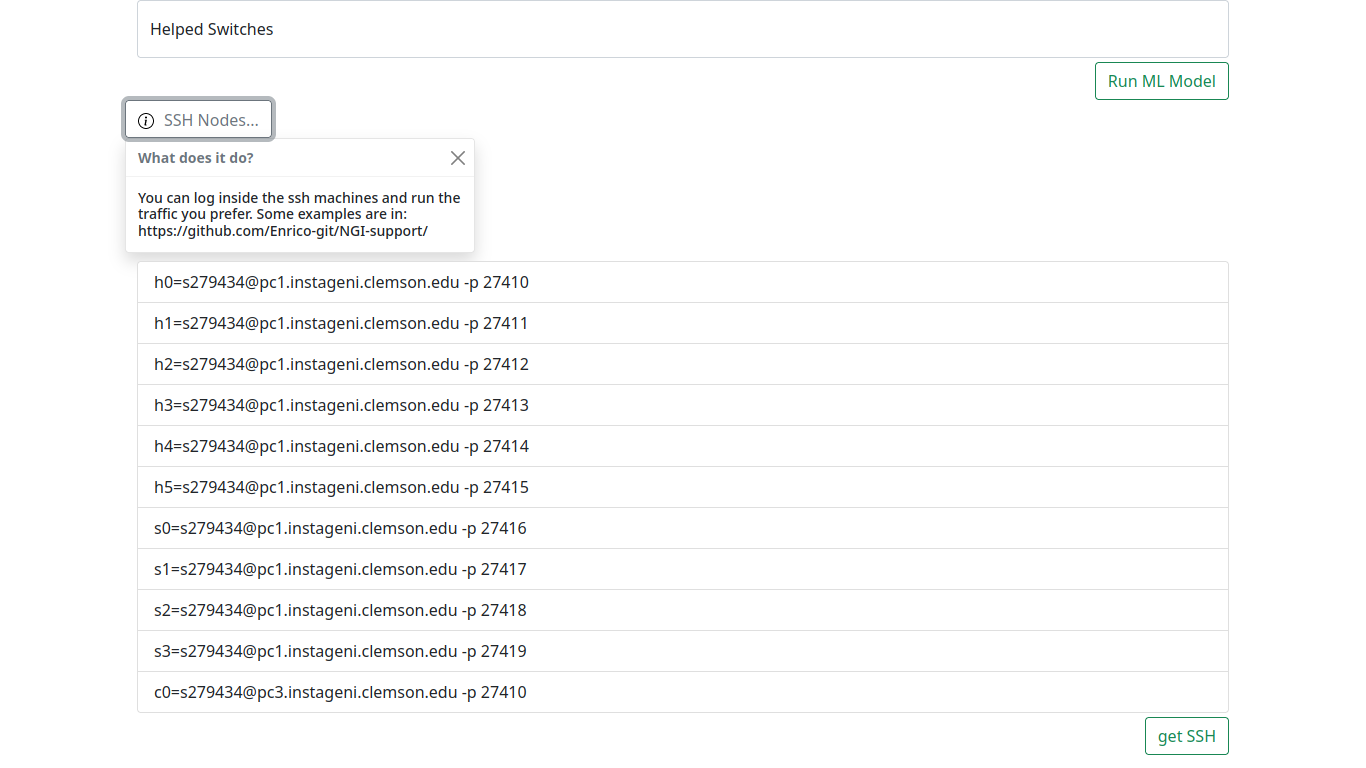 Helped Switches
Run ML Model
SSH Nodes...
What does it do?
You can log inside the ssh machines and run the
traffic you prefer. Some examples are in:
https://github.com/Enrico-git/NGI-support/
h0=s279434@pc1.instageni.clemson.edu -p 27410
h1=s279434@pc1.instageni.clemson.edu -p 27411
h2=s279434@pc1.instageni.clemson.edu -p 27412
h3=s279434@pc1.instageni.clemson.edu -p 27413
h4=s279434@pc1.instageni.clemson.edu -p 27414
h5=s279434@pc1.instageni.clemson.edu -p 27415
s0=s279434@pc1.instageni.clemson.edu -p 27416
s1=s279434@pc1.instageni.clemson.edu -p 27417
s2=s279434@pc1.instageni.clemson.edu -p 27418
s3=s279434@pc1.instageni.clemson.edu -p 27419
c0=s279434@pc3.instageni.clemson.edu -p 27410
get SSH